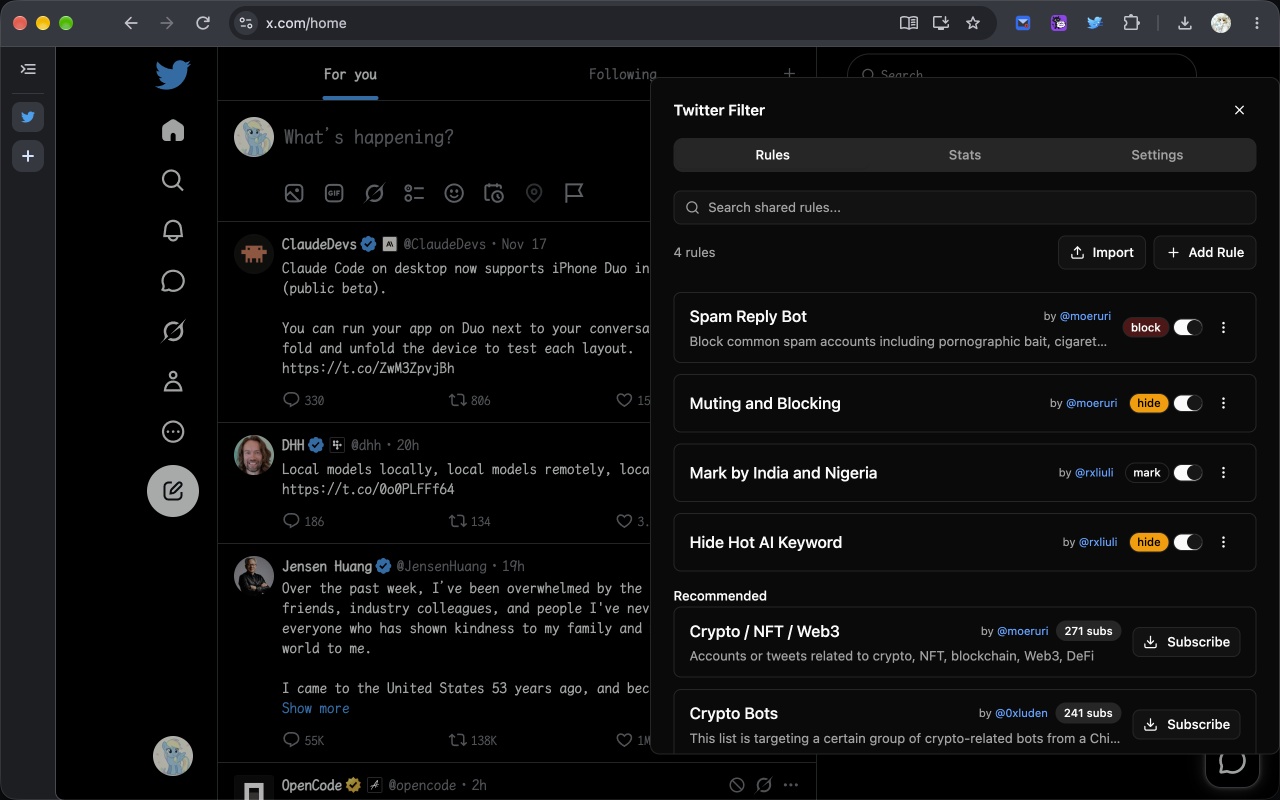 x.com/home
For you
Following
Search
What's happening?
GIF
ClaudeDevs @ClaudeDevs · Nov 17
Claude Code on desktop now supports iPhone Duo in
(public beta).
You can run your app on Duo next to your conversa
fold and unfold the device to test each layout.
https://t.co/ZwM3ZpvjBh
330
806
15
DHH @dhh · 20h
Local models locally, local models remotely, loca
https://t.co/0o0PLFFf64
186
134
3.
Jensen Huang @JensenHuang · 19h
Over the past week, I've been overwhelmed by the
friends, industry colleagues, and people I've nev
everyone who has shown kindness to my family and
world to me.
I came to the United States 53 years ago, and bec
Show more
55K
138K
1M
OpenCode @opencode · 2h
Twitter Filter
Rules
Stats
Settings
Search shared rules...
4 rules
Import
Add Rule
Spam Reply Bot
by @moeruri
block
Block common spam accounts including pornographic bait, cigaret...
Muting and Blocking
by @moeruri
hide
Mark by India and Nigeria
by @rxliuli
mark
Hide Hot AI Keyword
by @rxliuli
hide
Recommended
Crypto / NFT / Web3
by @moeruri
271 subs
Subscribe
Accounts or tweets related to crypto, NFT, blockchain, Web3, DeFi
Crypto Bots
by @0xluden
241 subs
Subscribe
This list is targeting a certain group of crypto-related bots from a Chi...